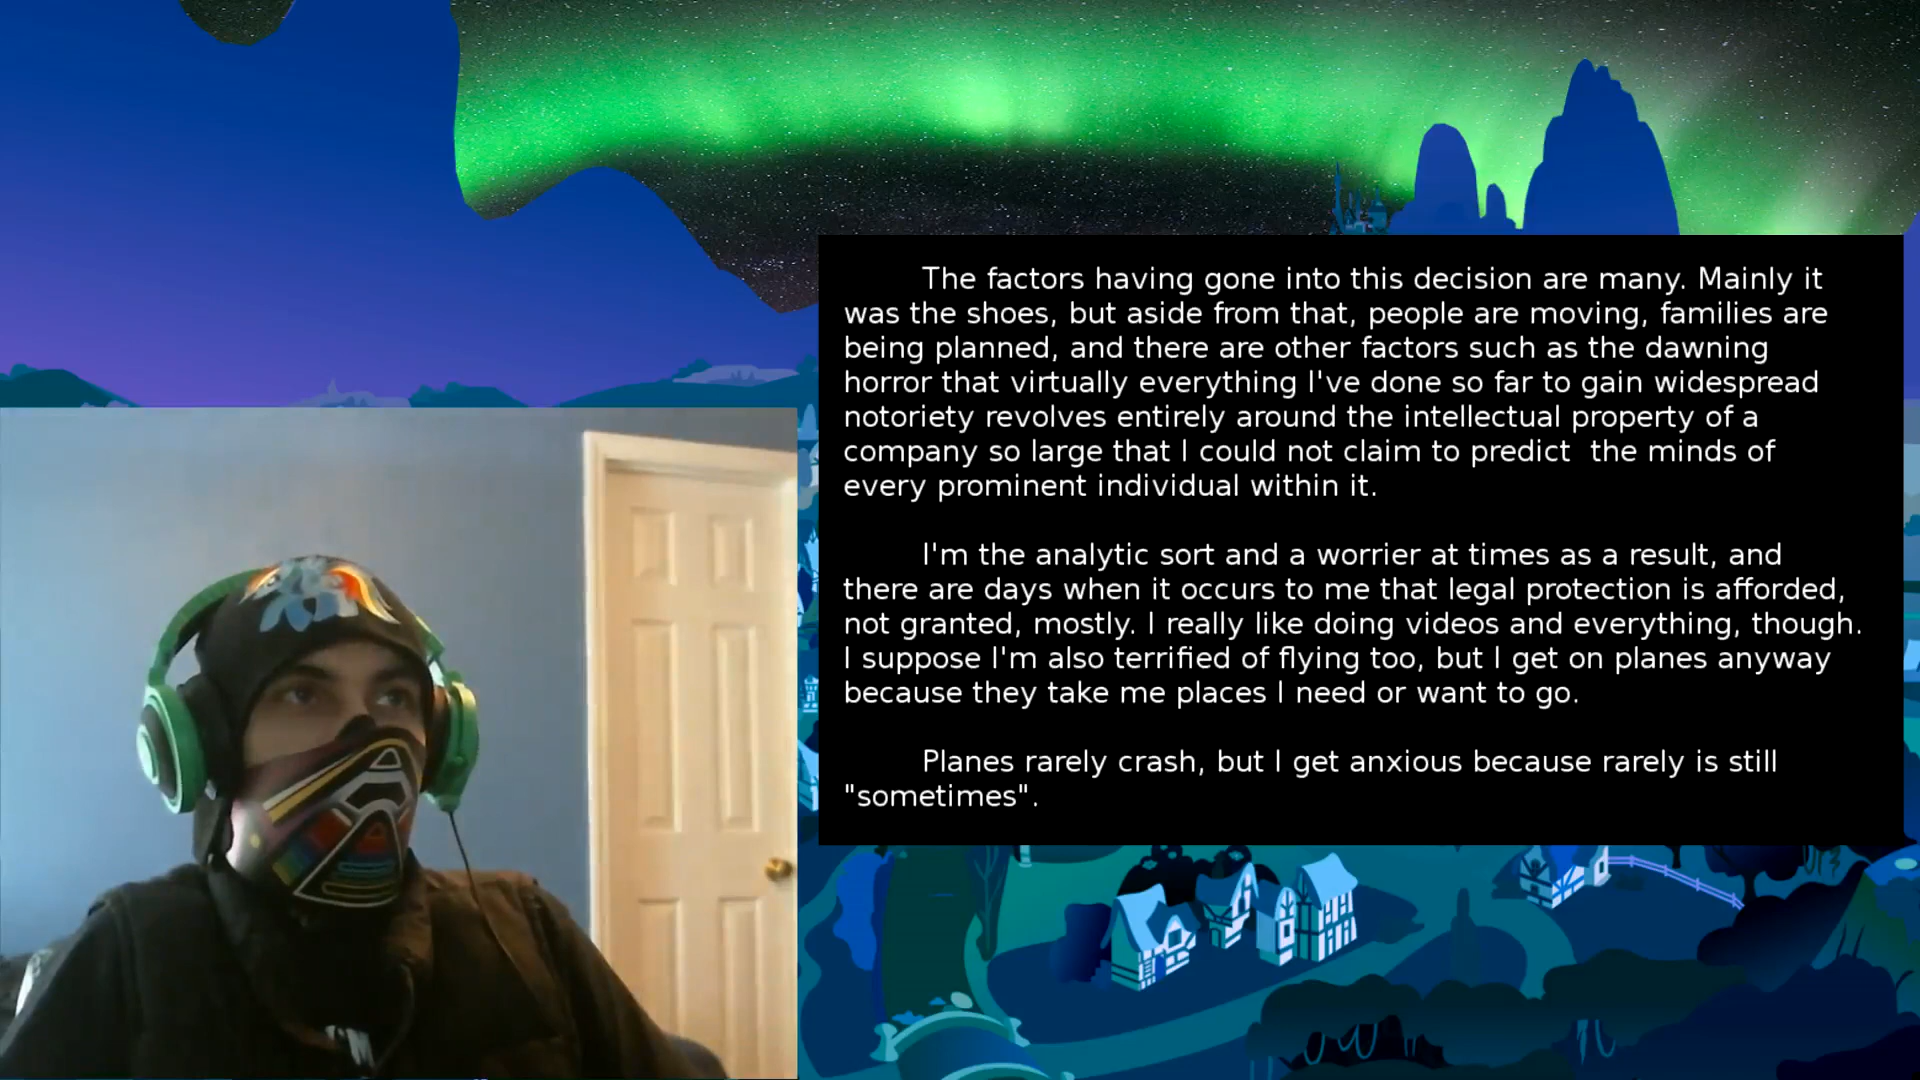 The factors having gone into this decision are many. Mainly it
was the shoes, but aside from that, people are moving, families are
being planned, and there are other factors such as the dawning
horror that virtually everything I've done so far to gain widespread
notoriety revolves entirely around the intellectual property of a
company so large that I could not claim to predict  the minds of
every prominent individual within it.
I'm the analytic sort and a worrier at times as a result, and
there are days when it occurs to me that legal protection is afforded,
not granted, mostly. I really like doing videos and everything, though.
I suppose I'm also terrified of flying too, but I get on planes anyway
because they take me places I need or want to go.
Planes rarely crash, but I get anxious because rarely is still
"sometimes".